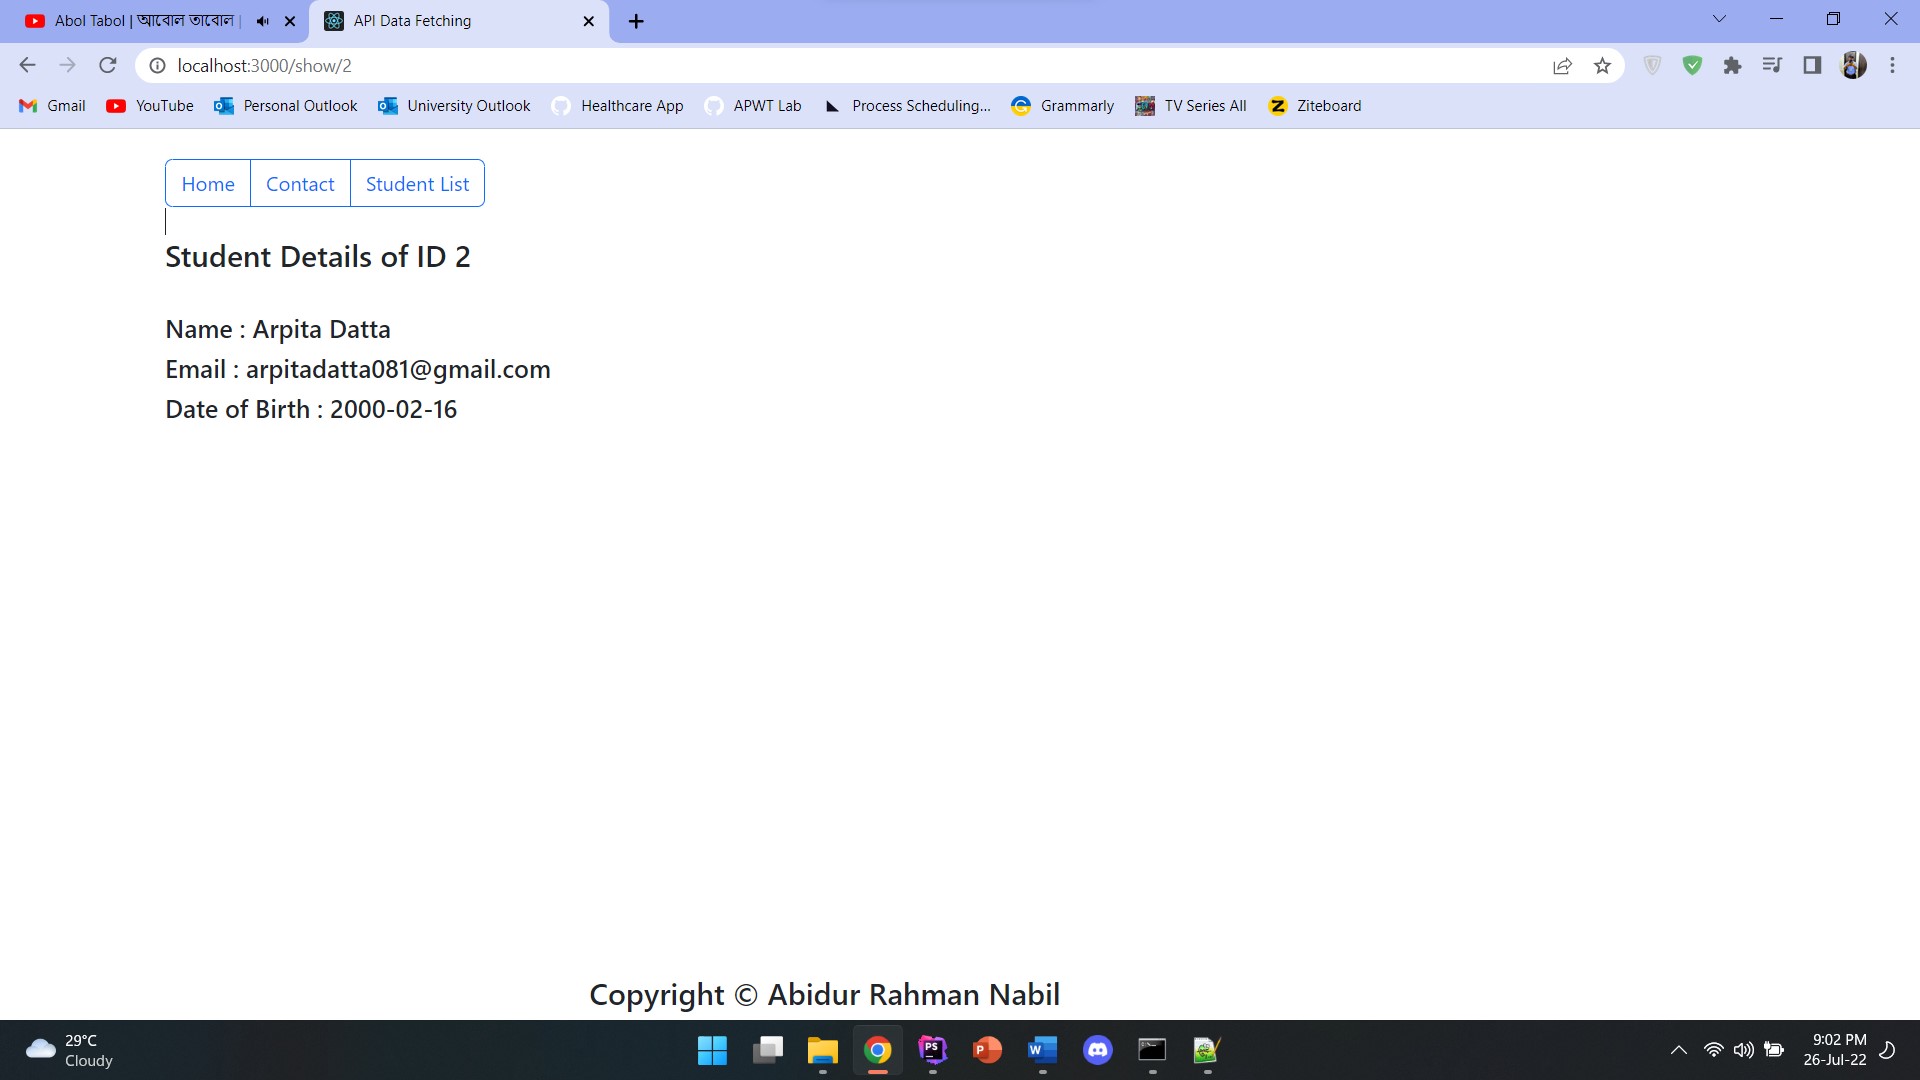 Abol Tabol | আবোল তাবোল |
API Data Fetching
localhost:3000/show/2
Gmail
YouTube
Personal Outlook
University Outlook
Healthcare App
APWT Lab
Process Scheduling...
Grammarly
TV Series All
Ziteboard
Home
Contact
Student List
Student Details of ID 2
Name : Arpita Datta
Email : arpitadatta081@gmail.com
Date of Birth : 2000-02-16
Copyright © Abidur Rahman Nabil
29°C
Cloudy
9:02 PM
26-Jul-22